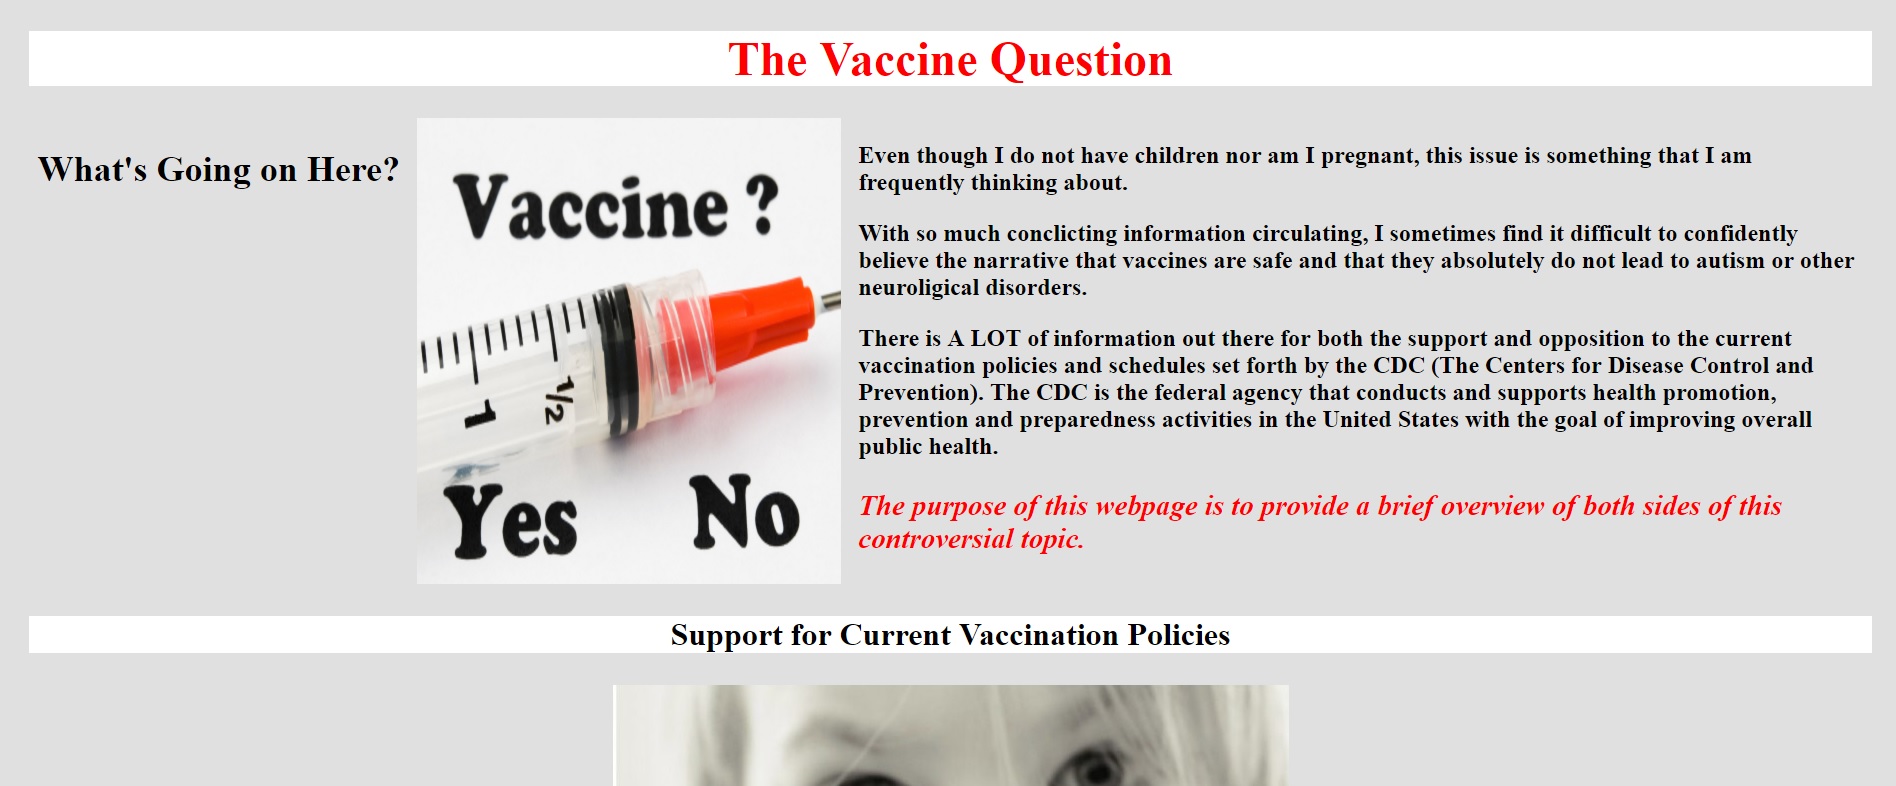 The Vaccine Question
What's Going on Here?
Vaccine ?
1
1/2
Yes No
Even though I do not have children nor am I pregnant, this issue is something that I am
frequently thinking about.
With so much conclicting information circulating, I sometimes find it difficult to confidently
believe the narrative that vaccines are safe and that they absolutely do not lead to autism or other
neuroligical disorders.
There is A LOT of information out there for both the support and opposition to the current
vaccination policies and schedules set forth by the CDC (The Centers for Disease Control and
Prevention). The CDC is the federal agency that conducts and supports health promotion,
prevention and preparedness activities in the United States with the goal of improving overall
public health.
The purpose of this webpage is to provide a brief overview of both sides of this
controversial topic.
Support for Current Vaccination Policies